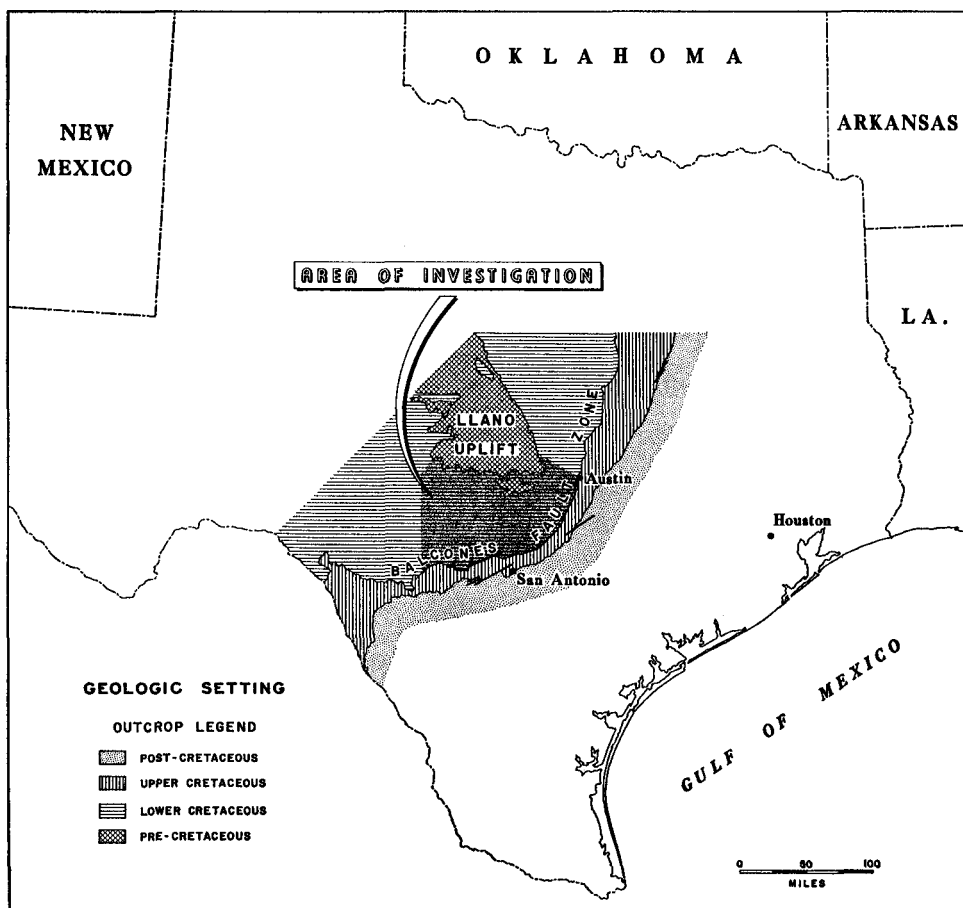 OKLAHOMA
NEW
MEXICO
ARKANSAS
AREA OF INVESTIGATION
LA.
LLANO
UPLIFT
BALCONES FAULT ZONE
Austin
Houston
San Antonio
GULF OF MEXICO
GEOLOGIC SETTING
OUTCROP LEGEND
POST-CRETACEOUS
UPPER CRETACEOUS
LOWER CRETACEOUS
PRE-CRETACEOUS
0 50 100
MILES